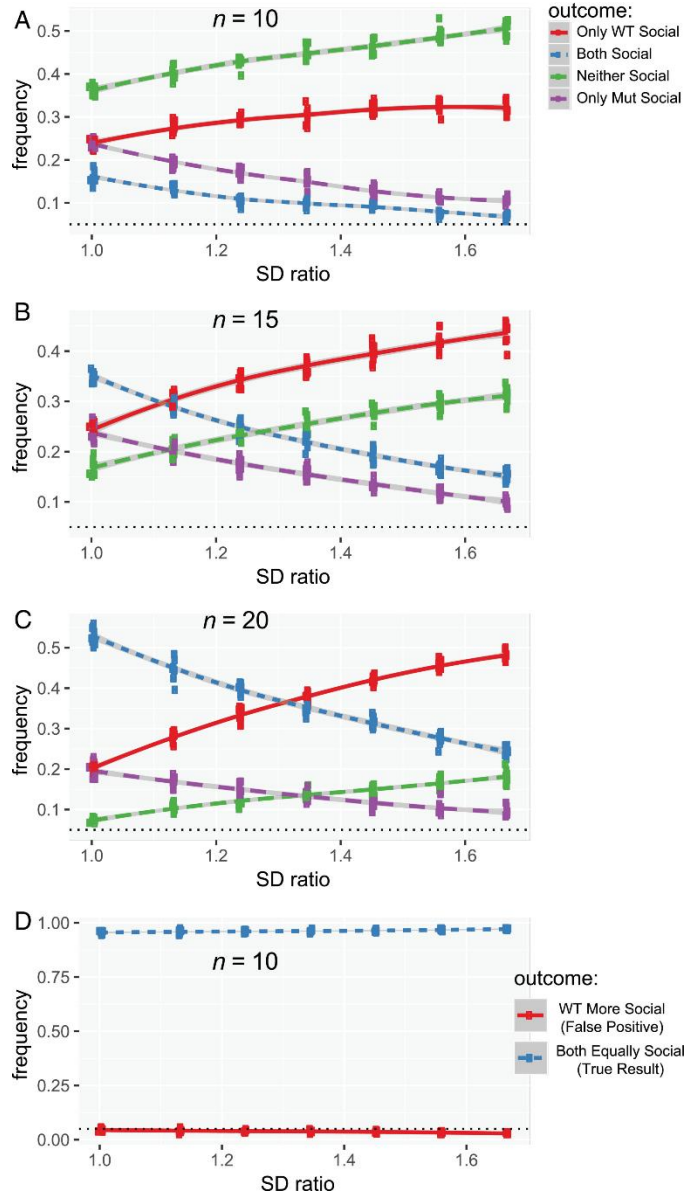 A
n = 10
outcome:
Only WT Social
Both Social
Neither Social
Only Mut Social
frequency
0.5
0.4
0.3
0.2
0.1
1.0 1.2 1.4 1.6
SD ratio
B
n = 15
frequency
0.4
0.3
0.2
0.1
1.0 1.2 1.4 1.6
SD ratio
C
n = 20
frequency
0.5
0.4
0.3
0.2
0.1
1.0 1.2 1.4 1.6
SD ratio
D
n = 10
outcome:
WT More Social
(False Positive)
Both Equally Social
(True Result)
frequency
1.00
0.75
0.50
0.25
0.00
1.0 1.2 1.4 1.6
SD ratio